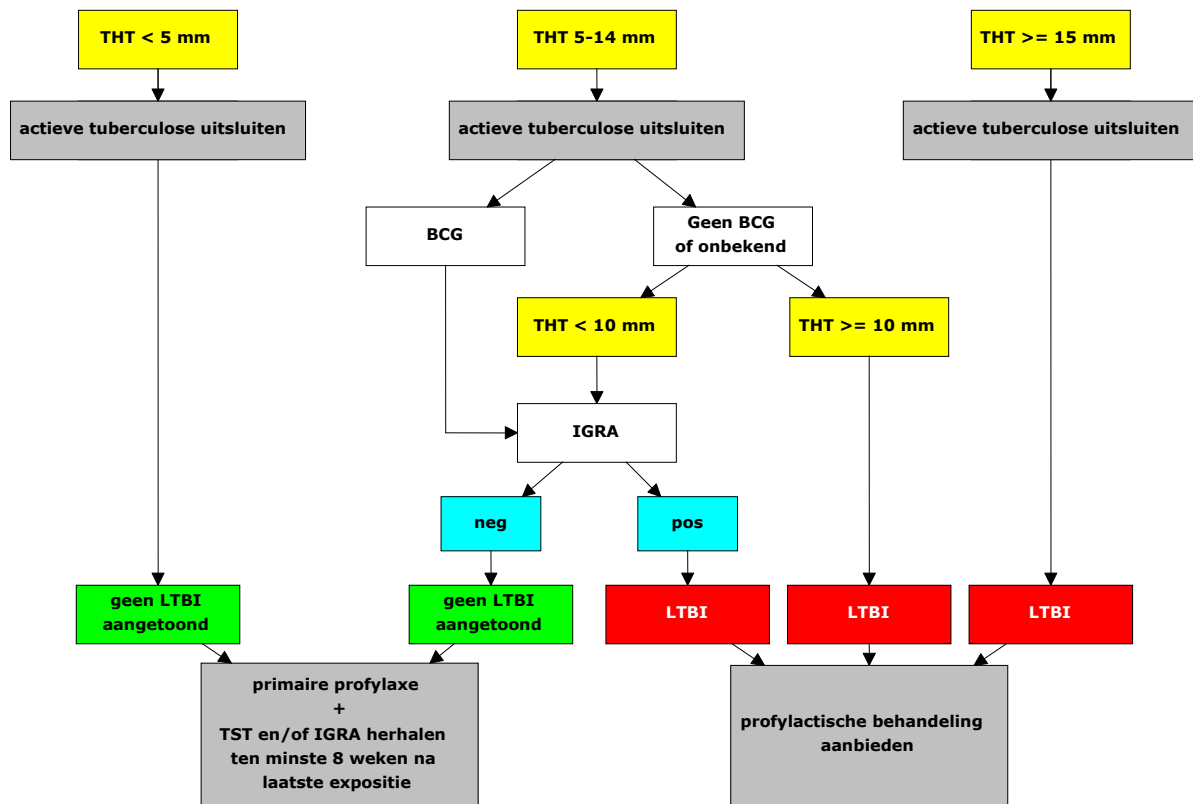 THT < 5 mm
THT 5-14 mm
THT >= 15 mm
actieve tuberculose uitsluiten
actieve tuberculose uitsluiten
actieve tuberculose uitsluiten
BCG
Geen BCG
of onbekend
THT < 10 mm
THT >= 10 mm
IGRA
neg
pos
geen LTBI
aangetoond
geen LTBI
aangetoond
LTBI
LTBI
LTBI
primaire profylaxe
+
TST en/of IGRA herhalen
ten minste 8 weken na
laatste expositie
profylactische behandeling
aanbieden